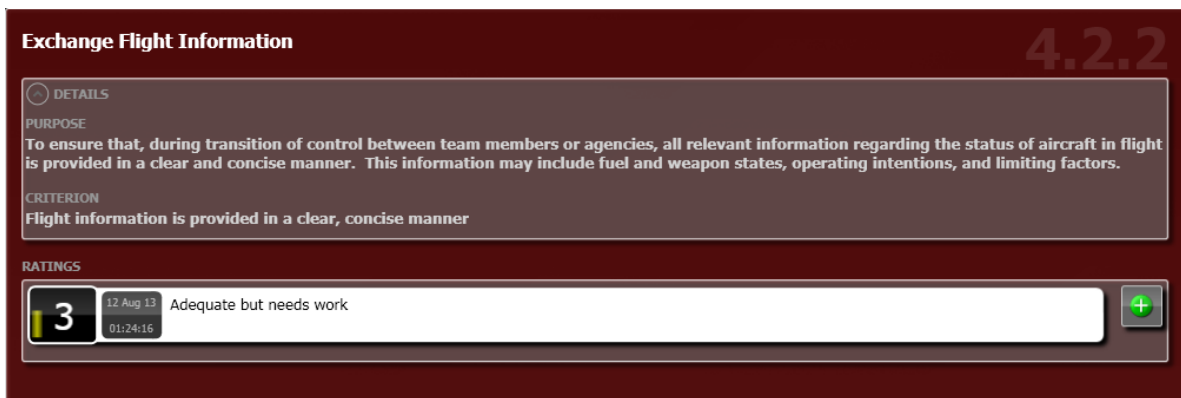 Exchange Flight Information
4.2.2
DETAILS
PURPOSE
To ensure that, during transition of control between team members or agencies, all relevant information regarding the status of aircraft in flight
is provided in a clear and concise manner.  This information may include fuel and weapon states, operating intentions, and limiting factors.
CRITERION
Flight information is provided in a clear, concise manner
RATINGS
3
12 Aug 13
01:24:16
Adequate but needs work